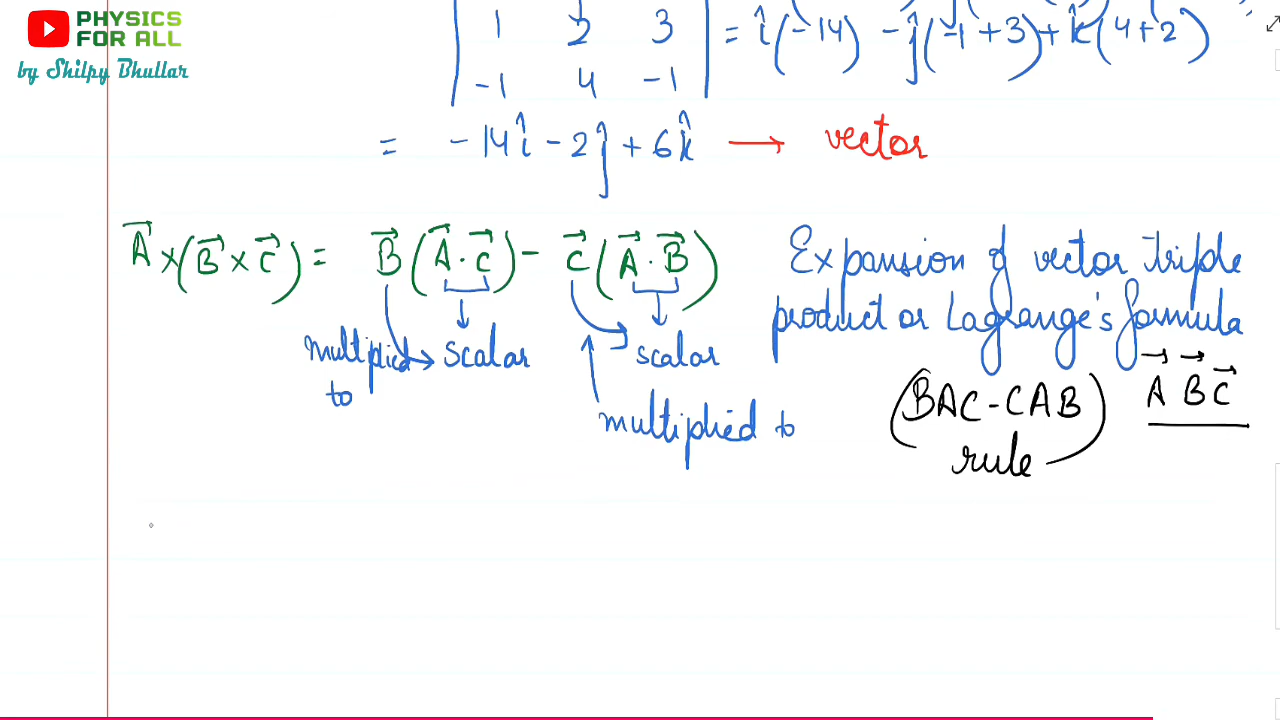 PHYSICS
FOR ALL
by Shilpy Bhullar
| 1 2 3 | = î(-14) - ĵ(-1+3) + k̂(4+2)
| -1 4 -1 |
= -14î - 2ĵ + 6k̂ → vector
A⃗×(B⃗×C⃗) = B⃗(A⃗·C⃗) - C⃗(A⃗·B⃗)
Expansion of vector triple
product or Lagrange's formula
multiplied → scalar
to
scalar
multiplied to
(BAC-CAB)
rule
A⃗ B⃗ C⃗